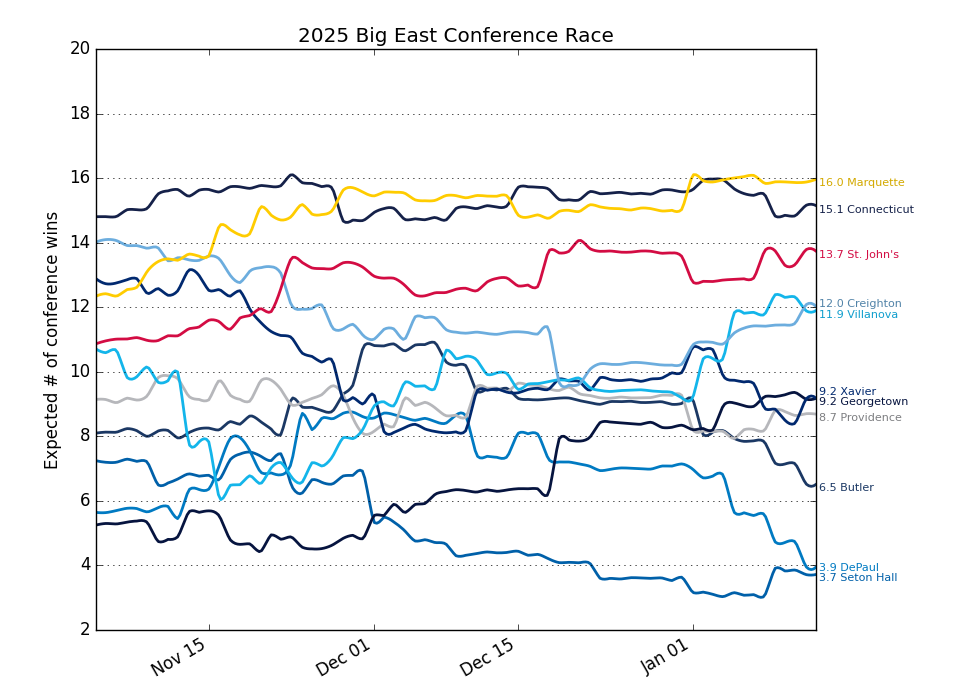 2025 Big East Conference Race
Expected # of conference wins
20
18
16
14
12
10
8
6
4
2
Nov 15
Dec 01
Dec 15
Jan 01
16.0 Marquette
15.1 Connecticut
13.7 St. John's
12.0 Creighton
11.9 Villanova
9.2 Xavier
9.2 Georgetown
8.7 Providence
6.5 Butler
3.9 DePaul
3.7 Seton Hall